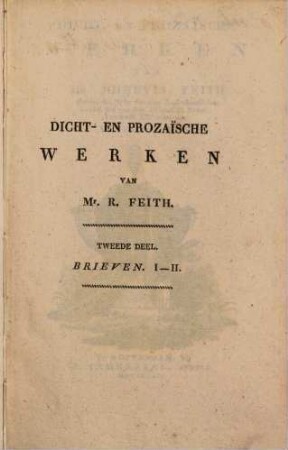 DICHT- EN PROZAÏSCHE
WERKEN
VAN
Mr. R. FEITH.
TWEEDE DEEL.
BRIEVEN. I—II.